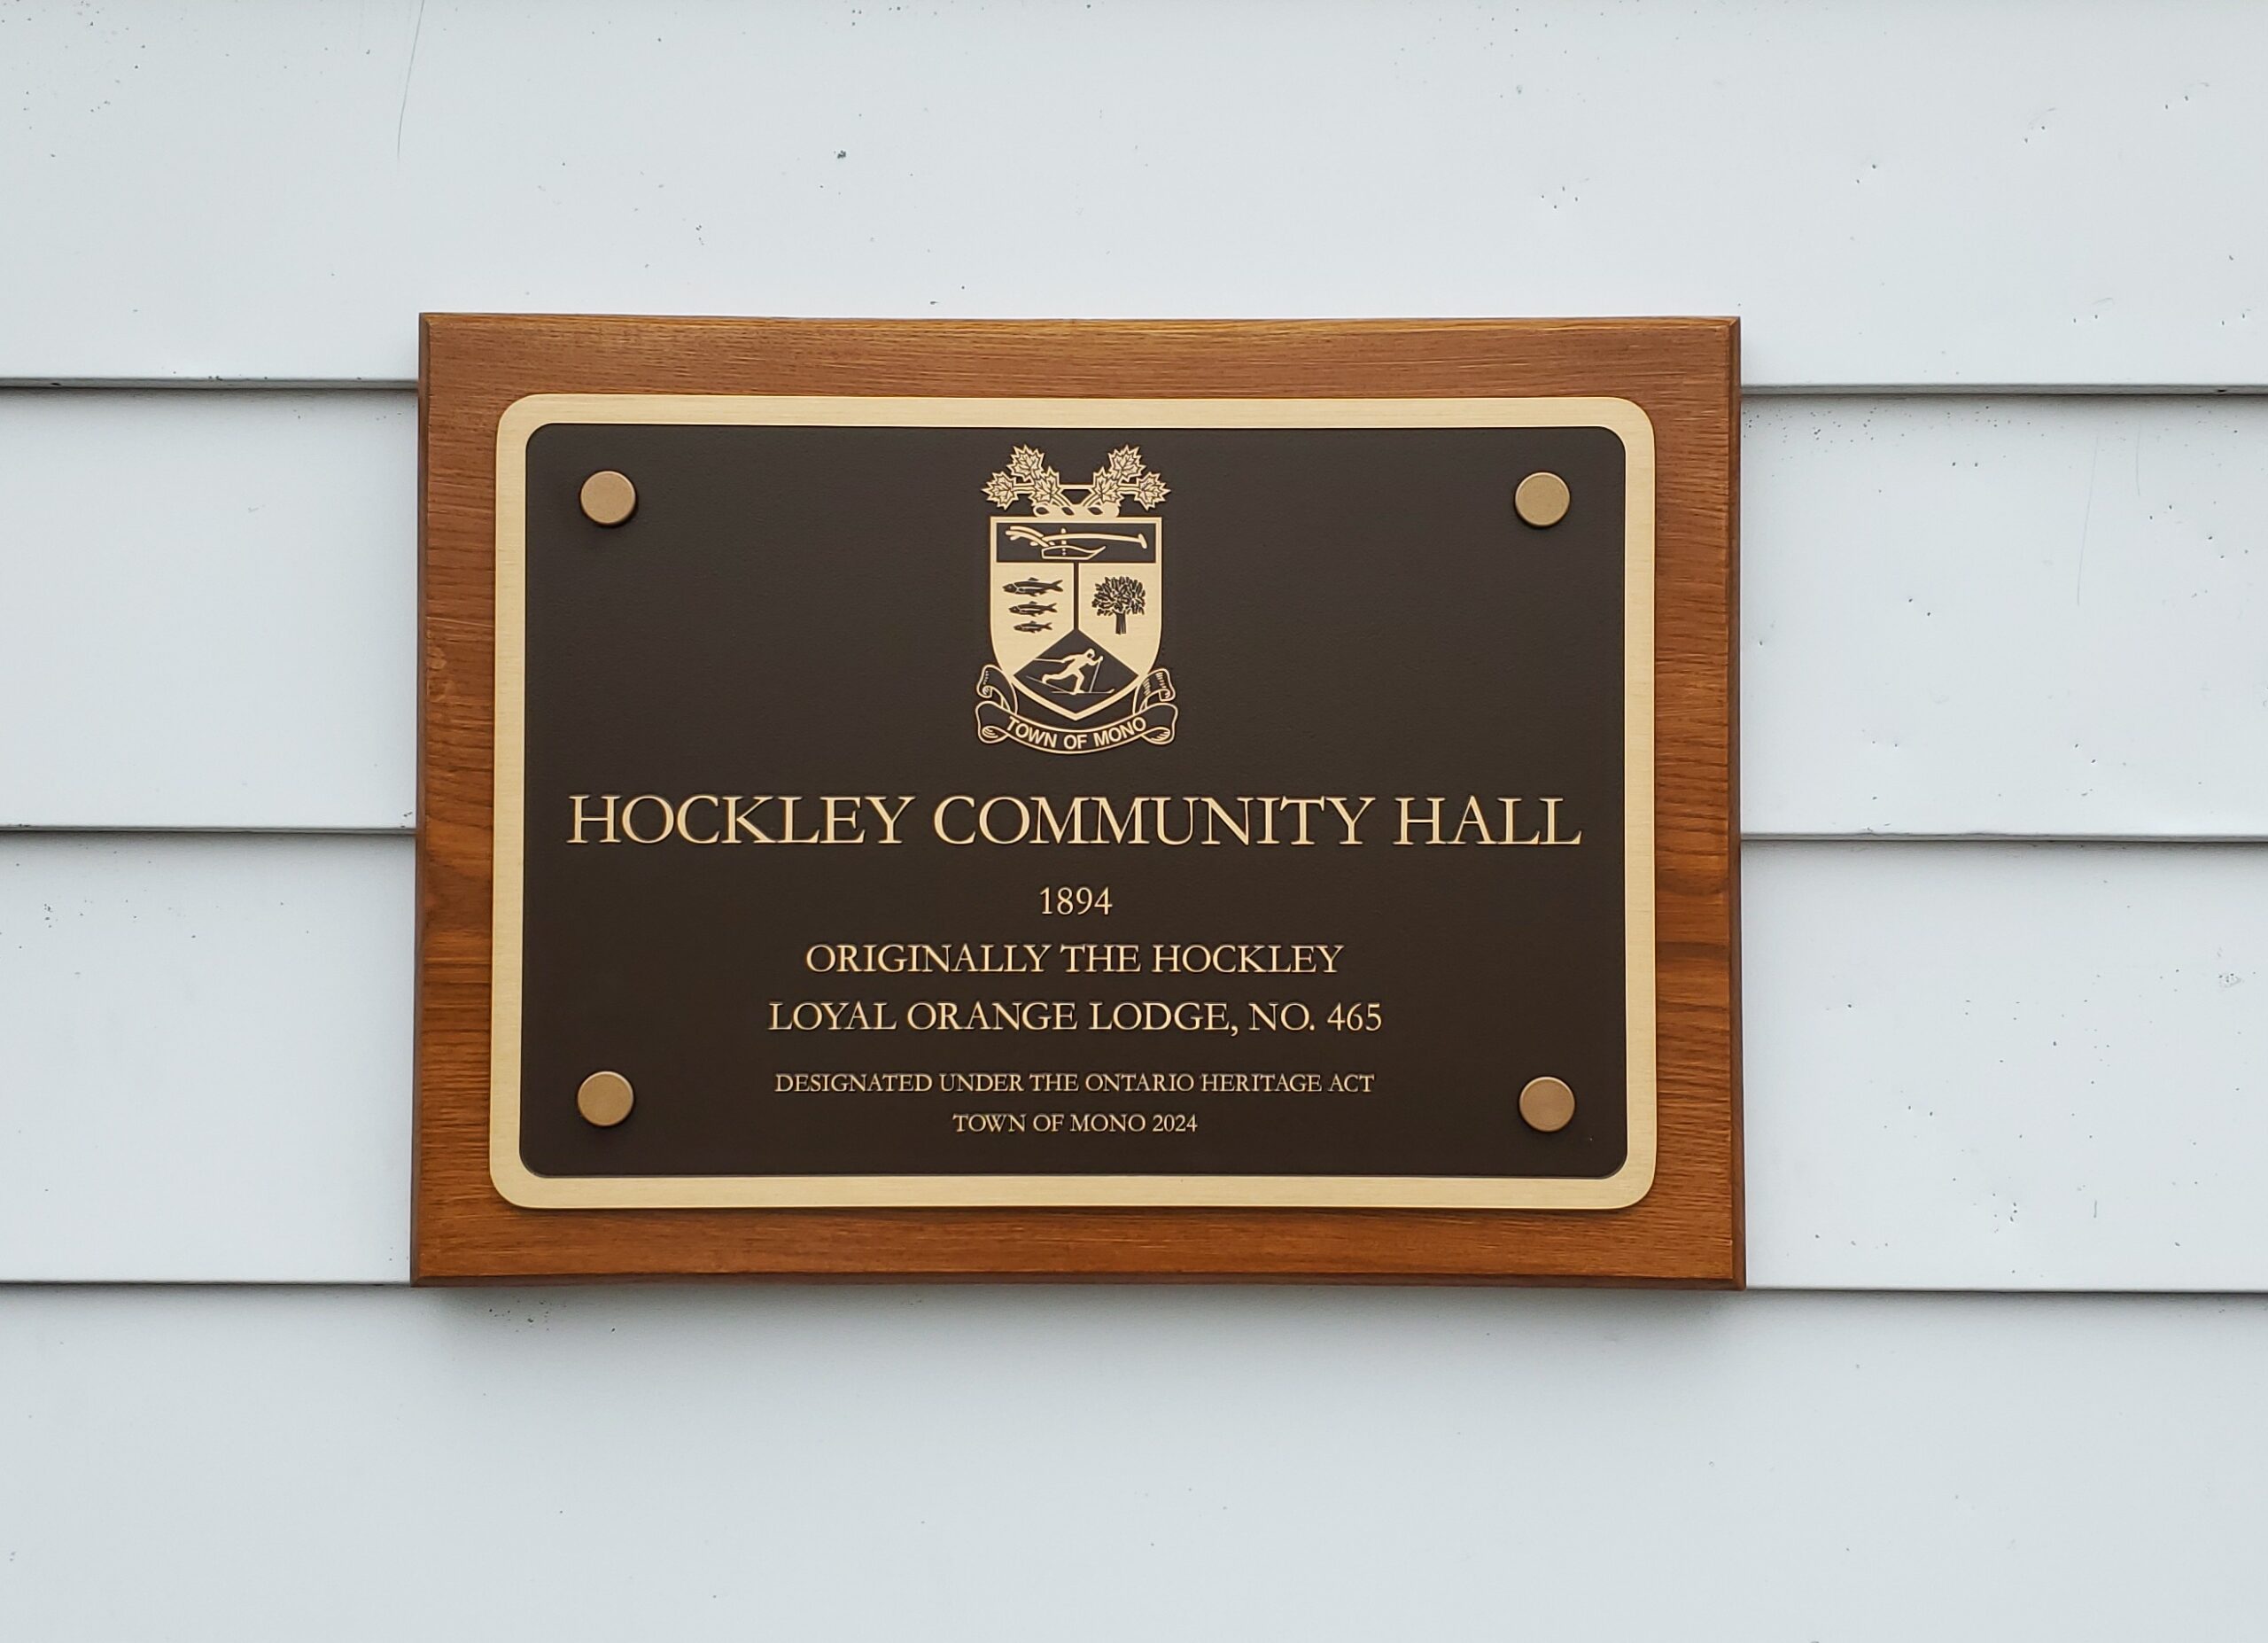 TOWN OF MONO
HOCKLEY COMMUNITY HALL
1894
ORIGINALLY THE HOCKLEY
LOYAL ORANGE LODGE, NO. 465
DESIGNATED UNDER THE ONTARIO HERITAGE ACT
TOWN OF MONO 2024